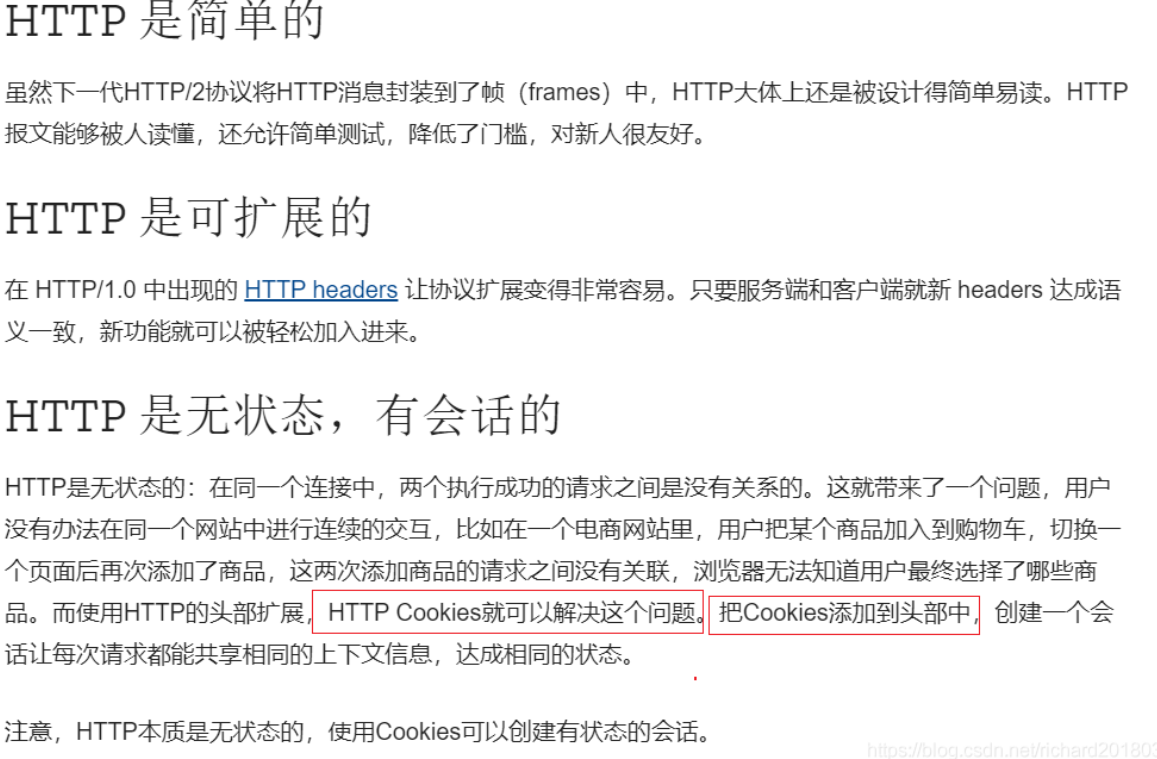 HTTP 是简单的
虽然下一代HTTP/2协议将HTTP消息封装到了帧（frames）中，HTTP大体上还是被设计得简单易读。HTTP
报文能够被人读懂，还允许简单测试，降低了门槛，对新人很友好。
HTTP 是可扩展的
在 HTTP/1.0 中出现的 HTTP headers 让协议扩展变得非常容易。只要服务端和客户端就新 headers 达成语
义一致，新功能就可以被轻松加入进来。
HTTP 是无状态，有会话的
HTTP是无状态的：在同一个连接中，两个执行成功的请求之间是没有关系的。这就带来了一个问题，用户
没有办法在同一个网站中进行连续的交互，比如在一个电商网站里，用户把某个商品加入到购物车，切换一
个页面后再次添加了商品，这两次添加商品的请求之间没有关联，浏览器无法知道用户最终选择了哪些商
品。而使用HTTP的头部扩展，HTTP Cookies就可以解决这个问题。把Cookies添加到头部中，创建一个会
话让每次请求都能共享相同的上下文信息，达成相同的状态。
注意，HTTP本质是无状态的，使用Cookies可以创建有状态的会话。
https://blog.csdn.net/richard201803